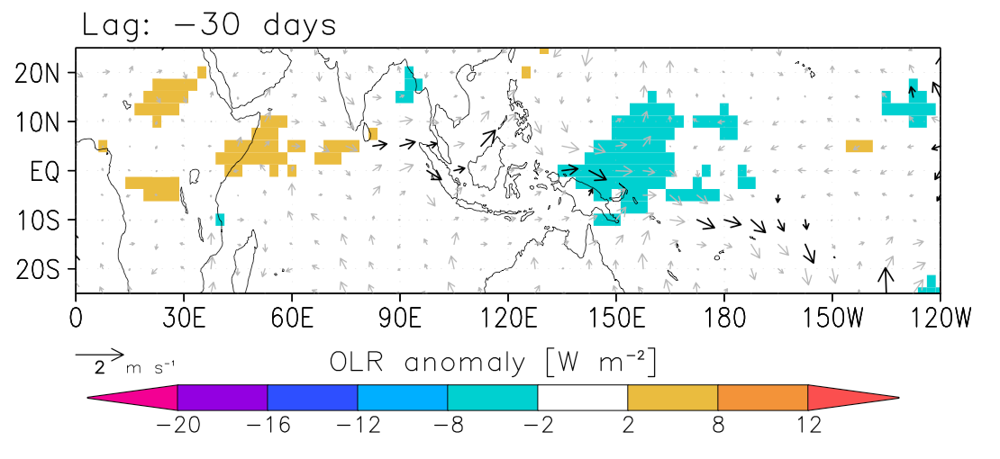 Lag: −30 days
20N
10N
EQ
10S
20S
0 30E 60E 90E 120E 150E 180 150W 120W
2 m s⁻¹
OLR anomaly [W m⁻²]
−20 −16 −12 −8 −2 2 8 12